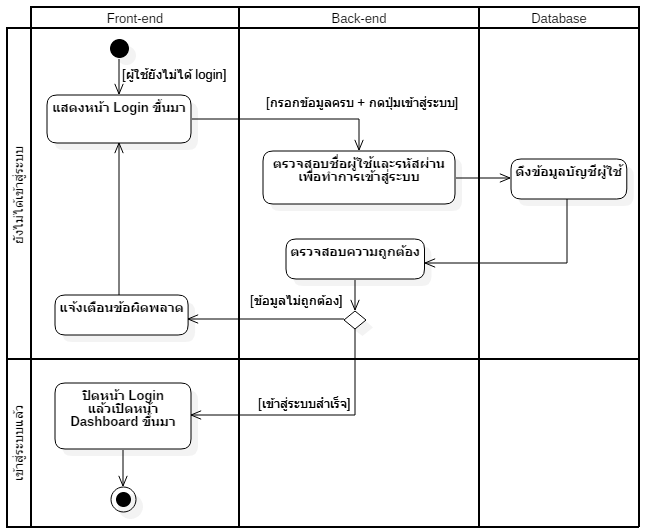 Front-end
Back-end
Database
ยังไม่ได้เข้าสู่ระบบ
[ผู้ใช้ยังไม่ได้ login]
แสดงหน้า Login ขึ้นมา
[กรอกข้อมูลครบ + กดปุ่มเข้าสู่ระบบ]
ตรวจสอบชื่อผู้ใช้และรหัสผ่าน
เพื่อทำการเข้าสู่ระบบ
ดึงข้อมูลบัญชีผู้ใช้
ตรวจสอบความถูกต้อง
[ข้อมูลไม่ถูกต้อง]
แจ้งเตือนข้อผิดพลาด
เข้าสู่ระบบแล้ว
ปิดหน้า Login
แล้วเปิดหน้า
Dashboard ขึ้นมา
[เข้าสู่ระบบสำเร็จ]